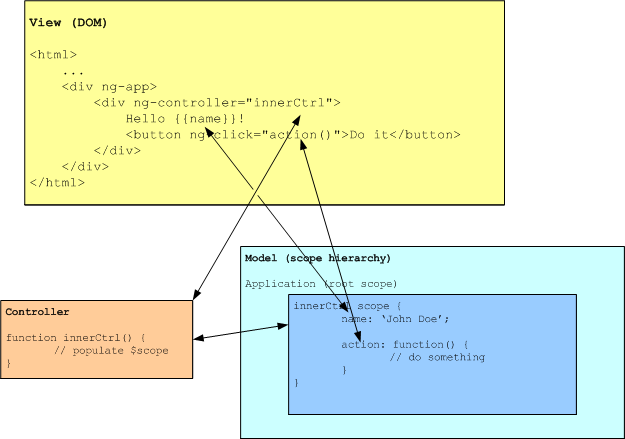 View (DOM)
<html>
...
<div ng-app>
<div ng-controller="innerCtrl">
Hello {{name}}!
<button ng-click="action()">Do it</button>
</div>
</div>
</html>
Model (scope hierarchy)
Application (root scope)
innerCtrl scope {
name: ‘John Doe’;
action: function() {
// do something
}
}
Controller
function innerCtrl() {
// populate $scope
}